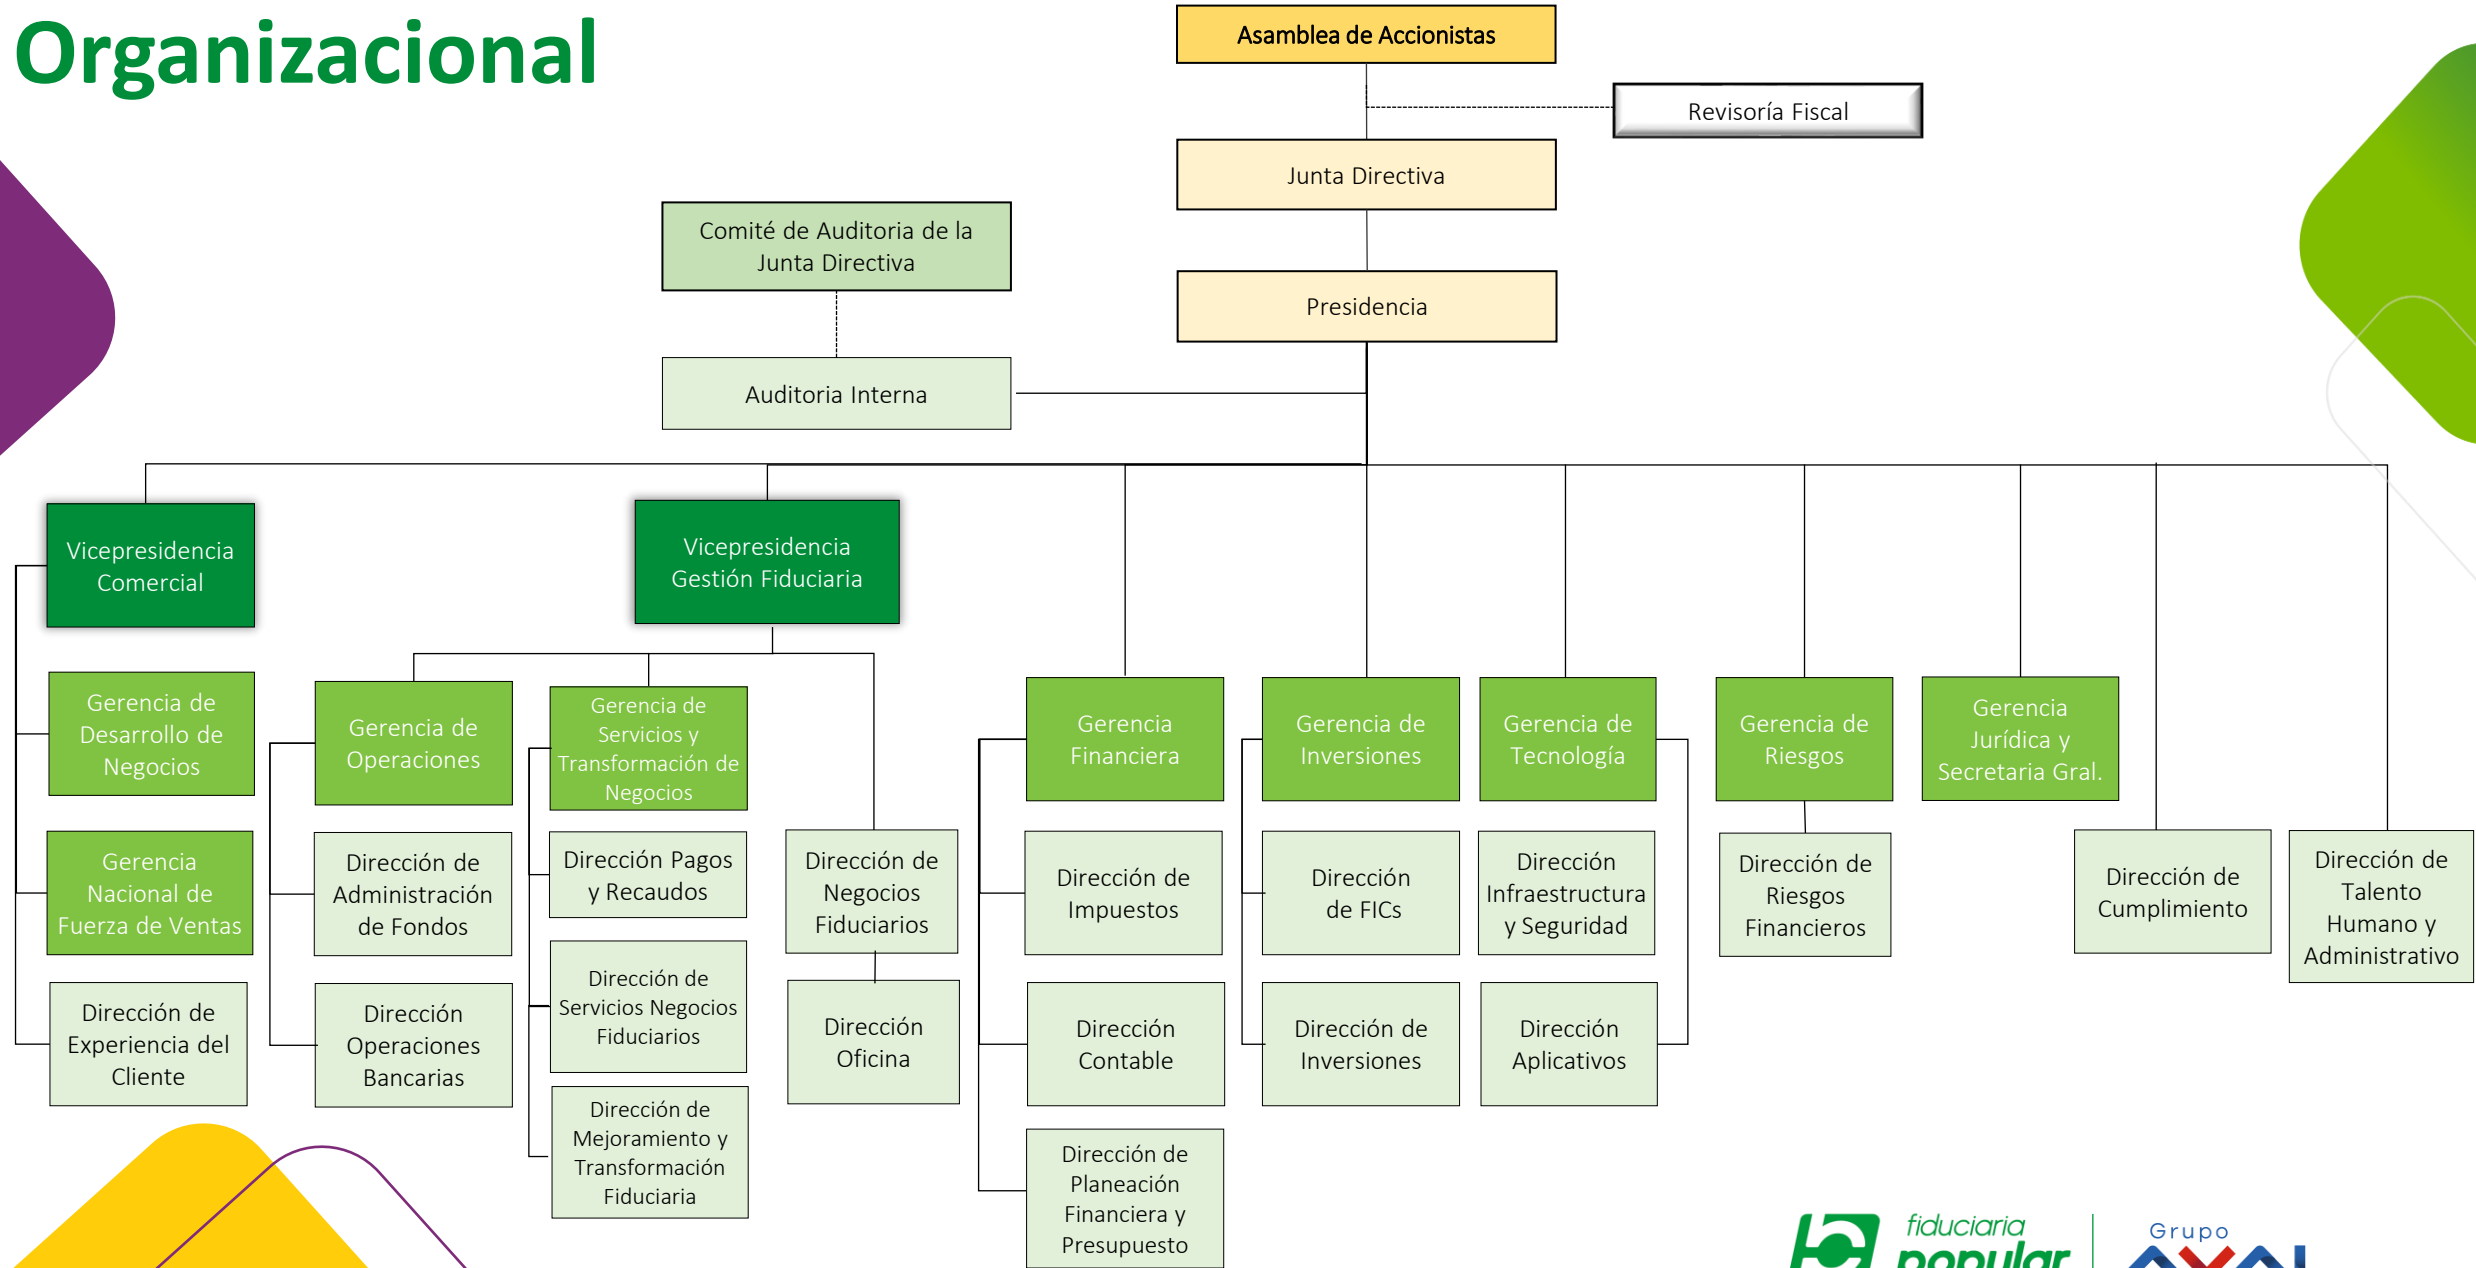 Organizacional
Asamblea de Accionistas
Revisoría Fiscal
Junta Directiva
Comité de Auditoria de la
Junta Directiva
Presidencia
Auditoria Interna
Vicepresidencia
Comercial
Vicepresidencia
Gestión Fiduciaria
Gerencia de
Desarrollo de
Negocios
Gerencia de
Operaciones
Gerencia de
Servicios y
Transformación de
Negocios
Gerencia
Financiera
Gerencia de
Inversiones
Gerencia de
Tecnología
Gerencia de
Riesgos
Gerencia
Jurídica y
Secretaria Gral.
Gerencia
Nacional de
Fuerza de Ventas
Dirección de
Administración
de Fondos
Dirección Pagos
y Recaudos
Dirección de
Negocios
Fiduciarios
Dirección de
Impuestos
Dirección
de FICs
Dirección
Infraestructura
y Seguridad
Dirección de
Riesgos
Financieros
Dirección de
Cumplimiento
Dirección de
Talento
Humano y
Administrativo
Dirección de
Experiencia del
Cliente
Dirección
Operaciones
Bancarias
Dirección de
Servicios Negocios
Fiduciarios
Dirección
Oficina
Dirección
Contable
Dirección de
Inversiones
Dirección
Aplicativos
Dirección de
Mejoramiento y
Transformación
Fiduciaria
Dirección de
Planeación
Financiera y
Presupuesto
fiduciaria
popular
Grupo
AVAL